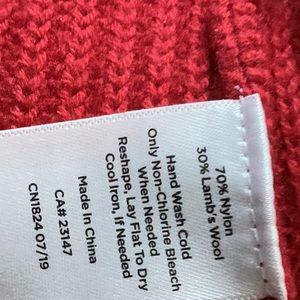 70% Nylon
30% Lamb's Wool
Hand Wash Cold
Only Non-Chlorine Bleach
When Needed
Reshape, Lay Flat To Dry
Cool Iron, If Needed
Made In China
CA# 23147
CN1824 07/19